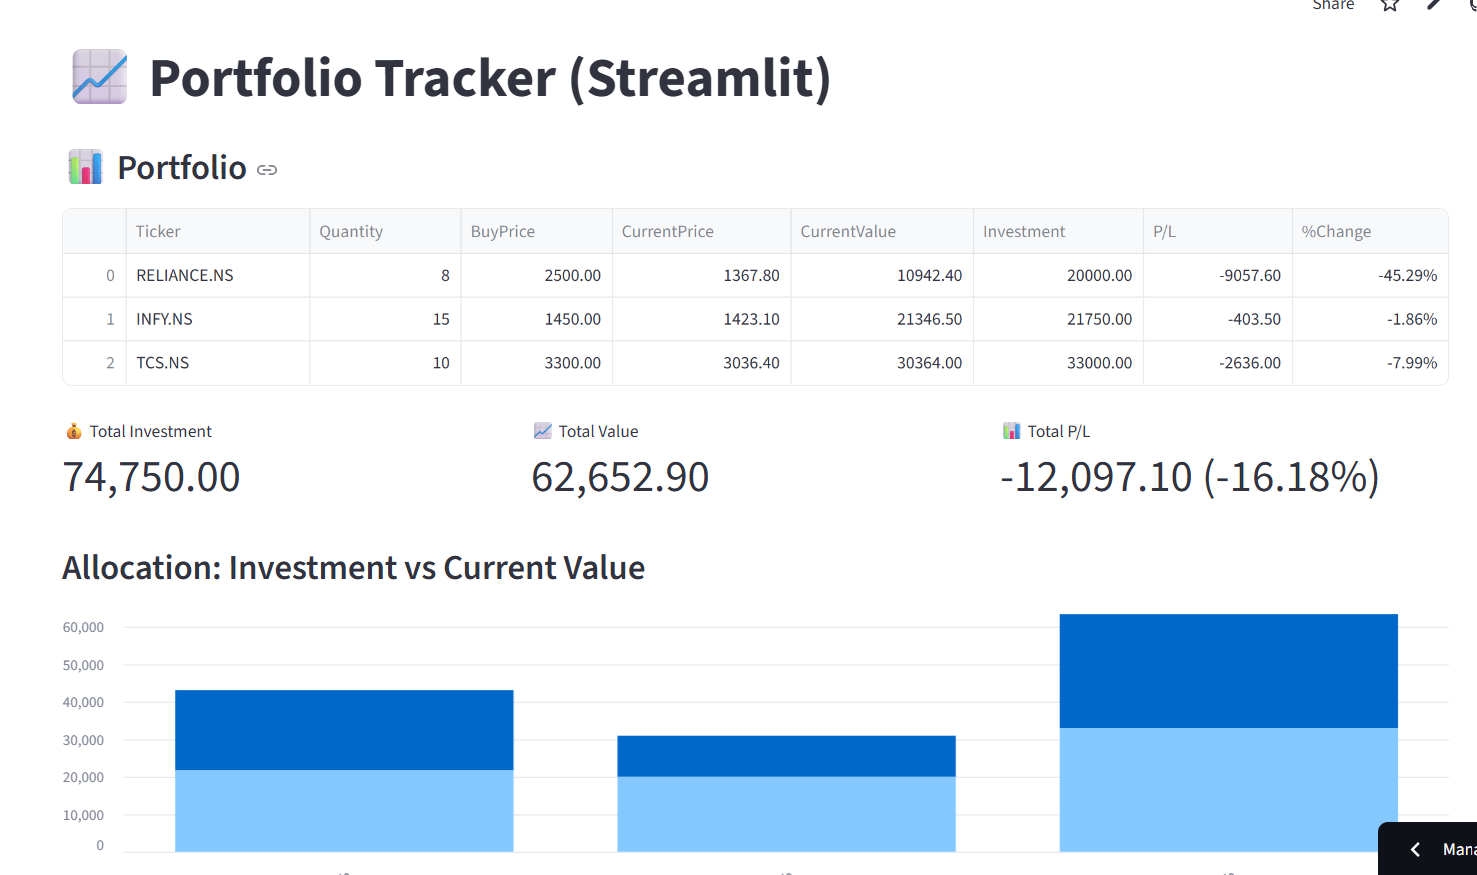 Share
Portfolio Tracker (Streamlit)
Portfolio
Ticker Quantity BuyPrice CurrentPrice CurrentValue Investment P/L %Change
0 RELIANCE.NS 8 2500.00 1367.80 10942.40 20000.00 -9057.60 -45.29%
1 INFY.NS 15 1450.00 1423.10 21346.50 21750.00 -403.50 -1.86%
2 TCS.NS 10 3300.00 3036.40 30364.00 33000.00 -2636.00 -7.99%
Total Investment Total Value Total P/L
74,750.00 62,652.90 -12,097.10 (-16.18%)
Allocation: Investment vs Current Value
60,000
50,000
40,000
30,000
20,000
10,000
0